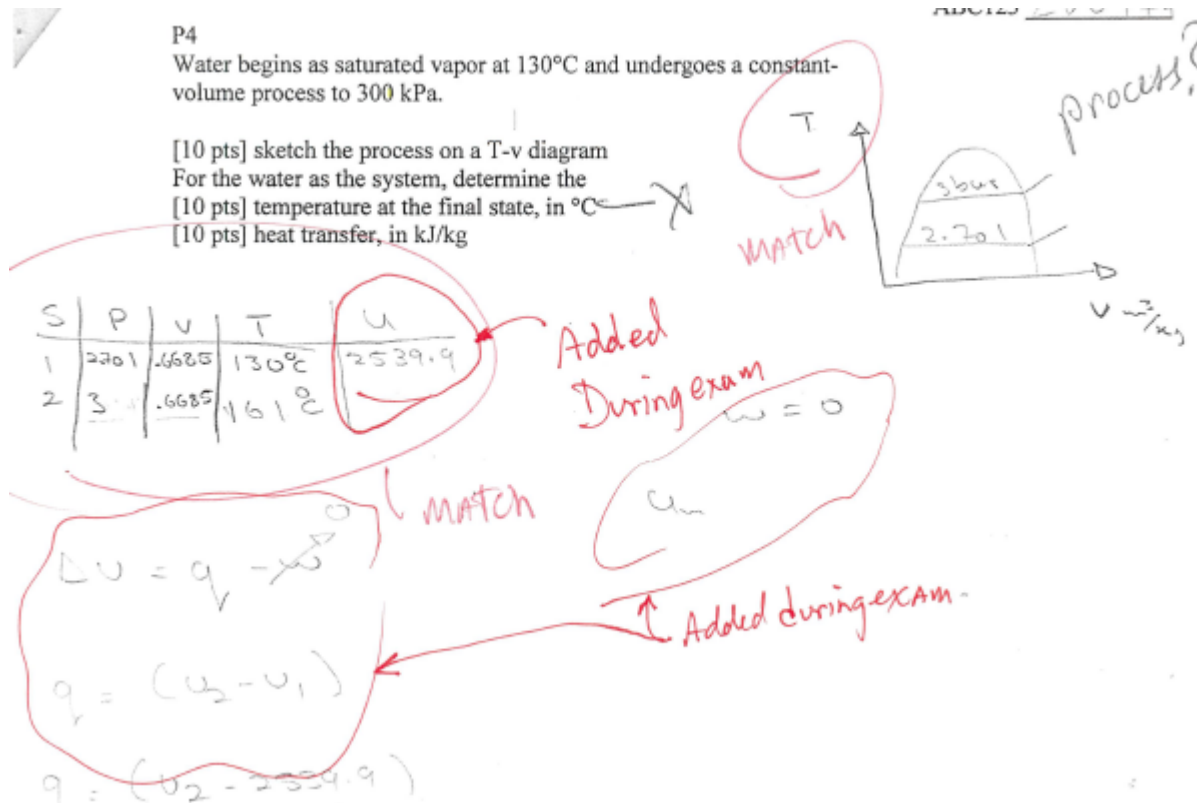 P4
Water begins as saturated vapor at 130°C and undergoes a constant-
volume process to 300 kPa.
[10 pts] sketch the process on a T-v diagram
For the water as the system, determine the
[10 pts] temperature at the final state, in °C
[10 pts] heat transfer, in kJ/kg
process?
T
3bar
2.701
v m³/kg
MATCH
S P v T u
1 2701 .6685 130°C 2539.9
2 3 .6685 161°C
Added
During exam
w = 0
MATCH
ΔU = q - w 0
Added during exam.
q = (u2 - u1)
q = (u2 - 2539.9)